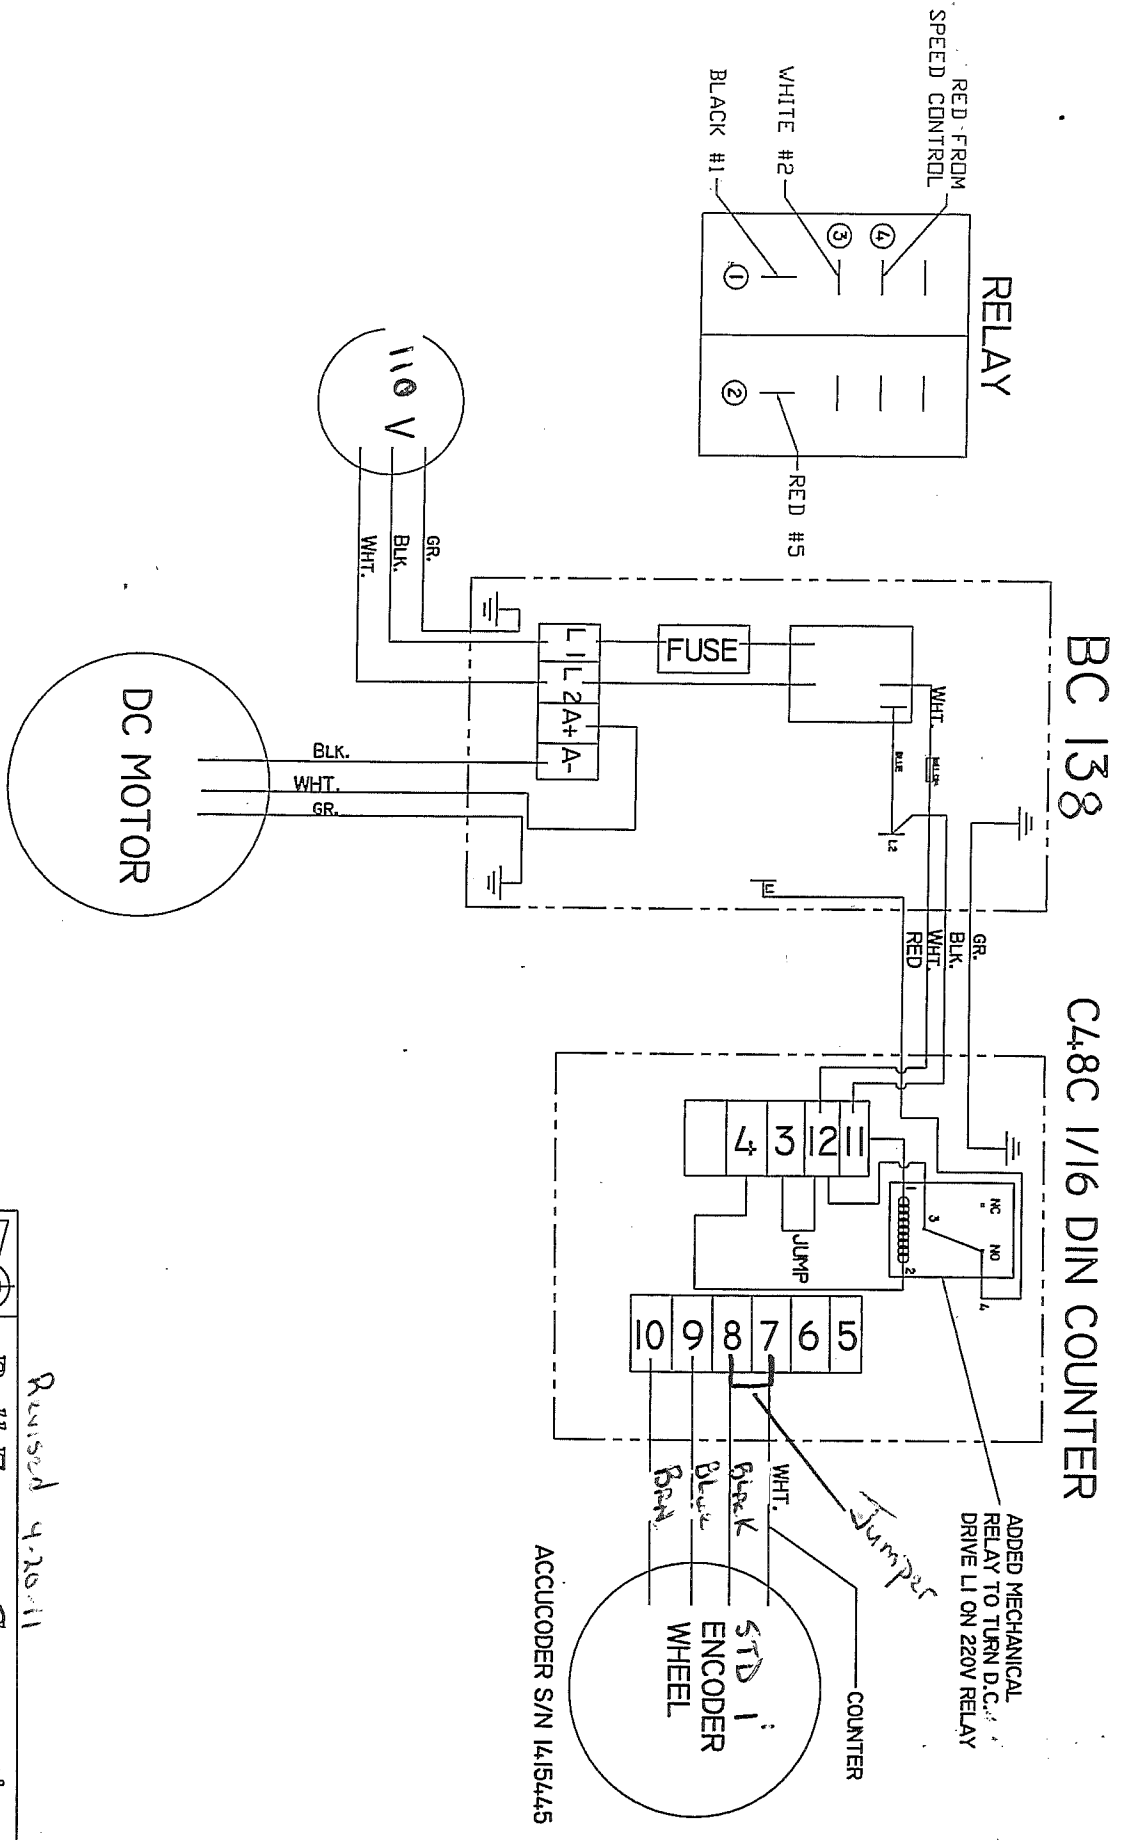 RELAY
RED FROM
SPEED CONTROL
WHITE #2
BLACK #1
RED #5
4
3
1
2
110 V
GR.
BLK.
WHT.
BC 138
FUSE
L1
L2
A+
A-
WHT.
BLUE
L2
L1
DC MOTOR
BLK.
WHT.
GR.
GR.
BLK.
WHT.
RED
C48C 1/16 DIN COUNTER
11
12
3
4
JUMP
NC
NO
1
2
3
4
5
6
7
8
9
10
ADDED MECHANICAL
RELAY TO TURN D.C.
DRIVE L1 ON 220V RELAY
Jumper
WHT.
Black
Blue
BRN
COUNTER
STD 1'
ENCODER
WHEEL
ACCUCODER S/N 1415445
Revised 4-20-11